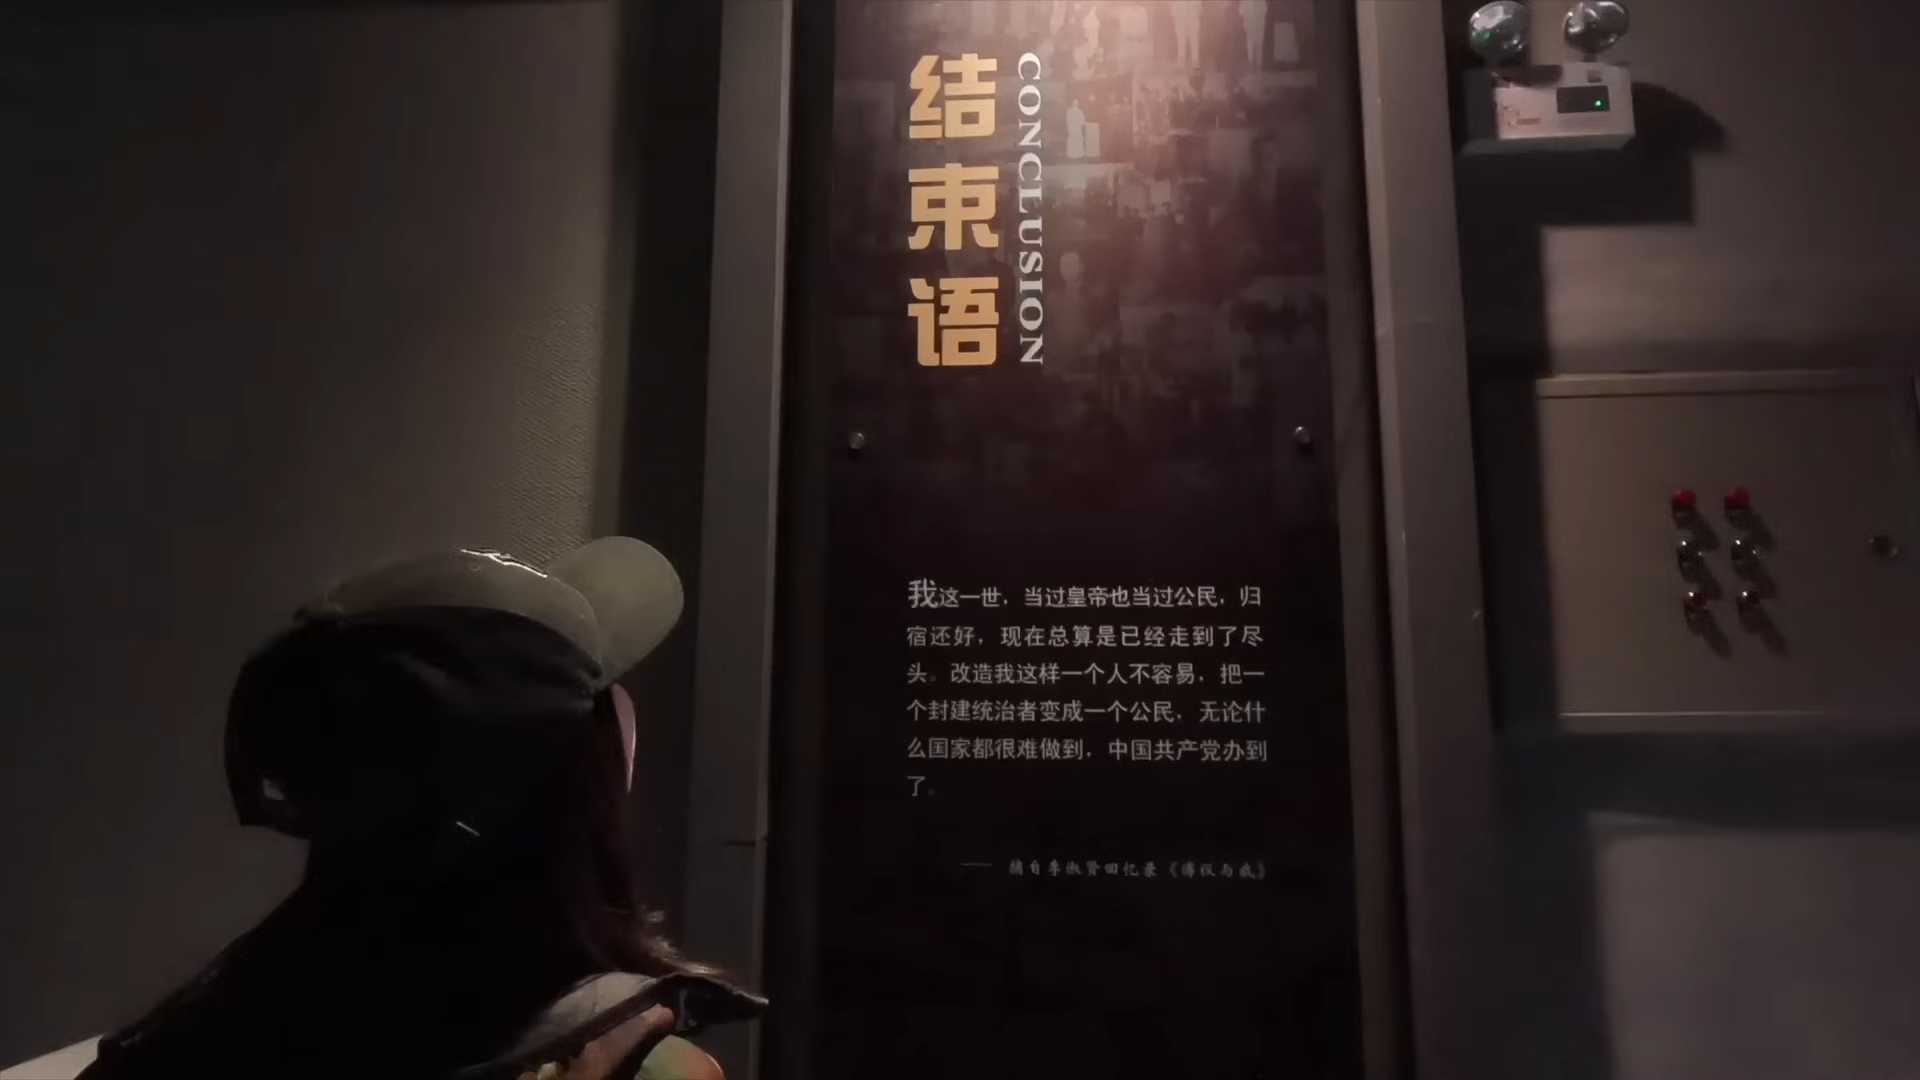 结束语
CONCLUSION
我这一世，当过皇帝也当过公民，归
宿还好，现在总算是已经走到了尽
头。改造我这样一个人不容易，把一
个封建统治者变成一个公民，无论什
么国家都很难做到，中国共产党办到
了。
—— 摘自李淑贤回忆录《溥仪与我》